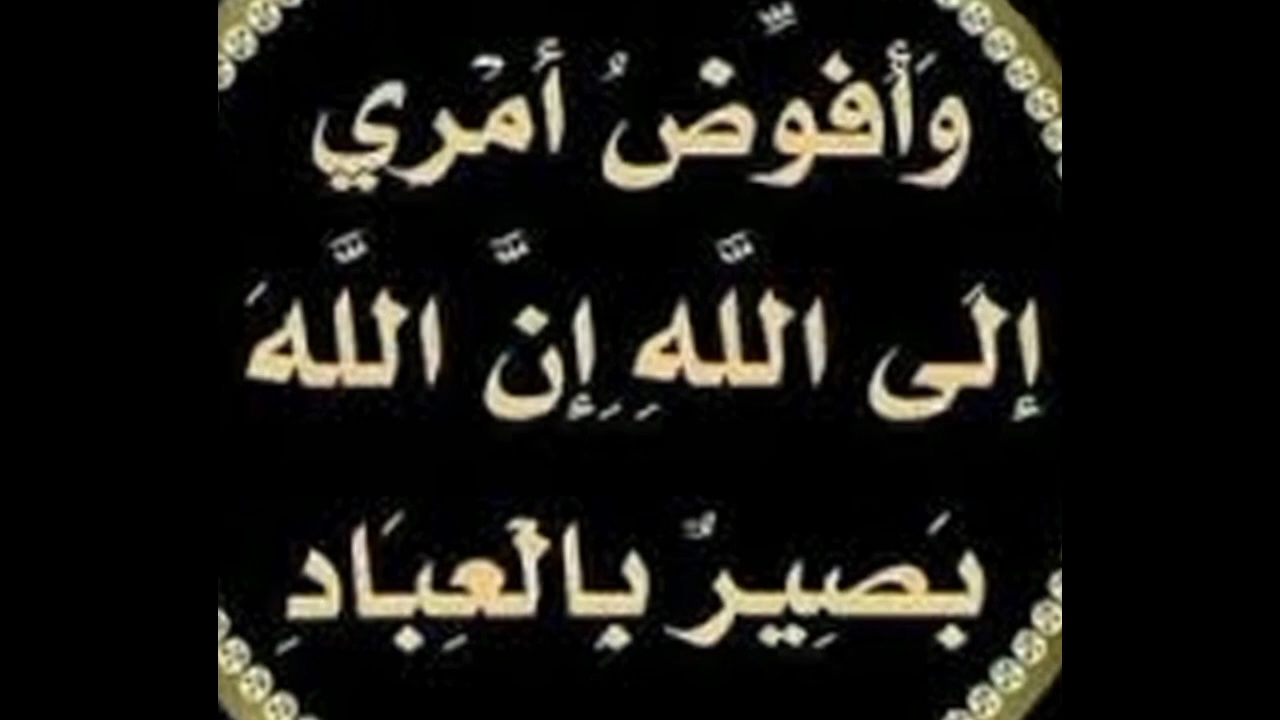 وَأُفَوِّضُ أَمْرِي
إِلَى اللَّهِ إِنَّ اللَّهَ
بَصِيرٌ بِالْعِبَادِ